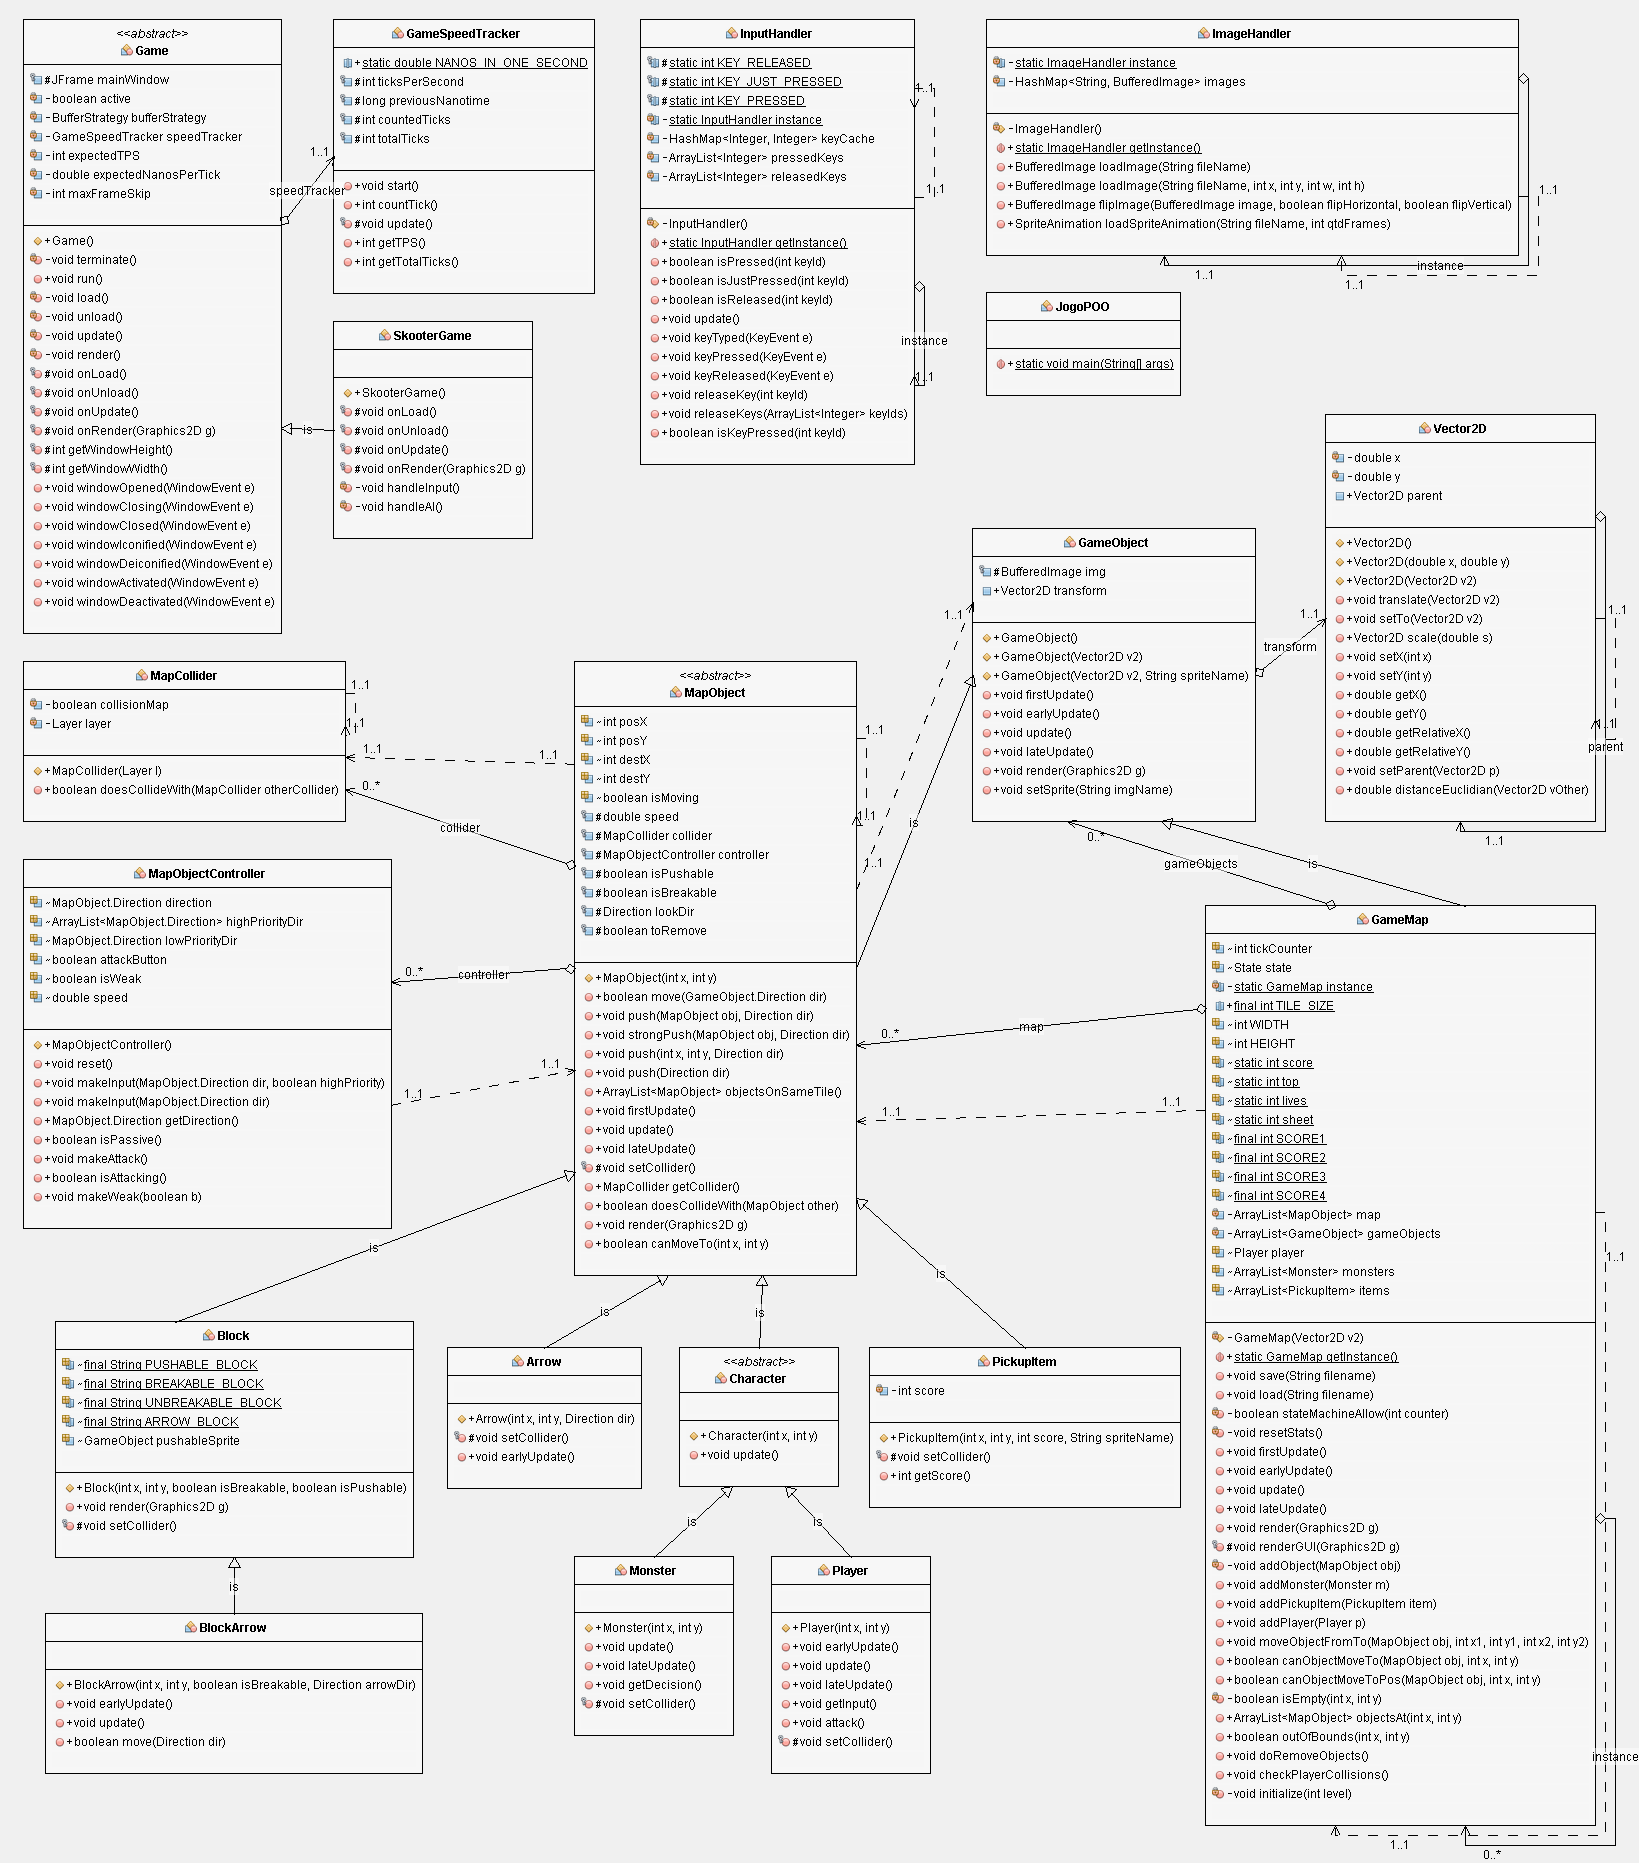 <<abstract>>
Game
#JFrame mainWindow
-boolean active
-BufferStrategy bufferStrategy
-GameSpeedTracker speedTracker
-int expectedTPS
-double expectedNanosPerTick
-int maxFrameSkip
+Game()
-void terminate()
+void run()
-void load()
-void unload()
-void update()
-void render()
#void onLoad()
#void onUnload()
#void onUpdate()
#void onRender(Graphics2D g)
#int getWindowHeight()
#int getWindowWidth()
+void windowOpened(WindowEvent e)
+void windowClosing(WindowEvent e)
+void windowClosed(WindowEvent e)
+void windowIconified(WindowEvent e)
+void windowDeiconified(WindowEvent e)
+void windowActivated(WindowEvent e)
+void windowDeactivated(WindowEvent e)
1..1
speedTracker
GameSpeedTracker
+static double NANOS_IN_ONE_SECOND
#int ticksPerSecond
#long previousNanotime
#int countedTicks
#int totalTicks
+void start()
+int countTick()
#void update()
+int getTPS()
+int getTotalTicks()
SkooterGame
+SkooterGame()
#void onLoad()
#void onUnload()
#void onUpdate()
#void onRender(Graphics2D g)
-void handleInput()
-void handleAI()
is
InputHandler
#static int KEY_RELEASED
#static int KEY_JUST_PRESSED
#static int KEY_PRESSED
-static InputHandler instance
-HashMap<Integer, Integer> keyCache
-ArrayList<Integer> pressedKeys
-ArrayList<Integer> releasedKeys
-InputHandler()
+static InputHandler getInstance()
+boolean isPressed(int keyId)
+boolean isJustPressed(int keyId)
+boolean isReleased(int keyId)
+void update()
+void keyTyped(KeyEvent e)
+void keyPressed(KeyEvent e)
+void keyReleased(KeyEvent e)
+void releaseKey(int keyId)
+void releaseKeys(ArrayList<Integer> keyIds)
+boolean isKeyPressed(int keyId)
1..1
1..1
instance
1..1
ImageHandler
-static ImageHandler instance
-HashMap<String, BufferedImage> images
-ImageHandler()
+static ImageHandler getInstance()
+BufferedImage loadImage(String fileName)
+BufferedImage loadImage(String fileName, int x, int y, int w, int h)
+BufferedImage flipImage(BufferedImage image, boolean flipHorizontal, boolean flipVertical)
+SpriteAnimation loadSpriteAnimation(String fileName, int qtdFrames)
1..1
instance
1..1
1..1
JogoPOO
+static void main(String[] args)
Vector2D
-double x
-double y
+Vector2D parent
+Vector2D()
+Vector2D(double x, double y)
+Vector2D(Vector2D v2)
+void translate(Vector2D v2)
+void setTo(Vector2D v2)
+Vector2D scale(double s)
+void setX(int x)
+void setY(int y)
+double getX()
+double getY()
+double getRelativeX()
+double getRelativeY()
+void setParent(Vector2D p)
+double distanceEuclidian(Vector2D vOther)
1..1
1..1
parent
1..1
GameObject
#BufferedImage img
+Vector2D transform
+GameObject()
+GameObject(Vector2D v2)
+GameObject(Vector2D v2, String spriteName)
+void firstUpdate()
+void earlyUpdate()
+void update()
+void lateUpdate()
+void render(Graphics2D g)
+void setSprite(String imgName)
1..1
transform
1..1
1..1
is
0..*
gameObjects
is
MapCollider
-boolean collisionMap
-Layer layer
+MapCollider(Layer l)
+boolean doesCollideWith(MapCollider otherCollider)
1..1
1..1
1..1
1..1
0..*
collider
MapObjectController
~MapObject.Direction direction
~ArrayList<MapObject.Direction> highPriorityDir
~MapObject.Direction lowPriorityDir
~boolean attackButton
~boolean isWeak
~double speed
+MapObjectController()
+void reset()
+void makeInput(MapObject.Direction dir, boolean highPriority)
+void makeInput(MapObject.Direction dir)
+MapObject.Direction getDirection()
+boolean isPassive()
+void makeAttack()
+boolean isAttacking()
+void makeWeak(boolean b)
0..*
controller
1..1
1..1
<<abstract>>
MapObject
~int posX
~int posY
~int destX
~int destY
~boolean isMoving
#double speed
#MapCollider collider
#MapObjectController controller
#boolean isPushable
#boolean isBreakable
#Direction lookDir
#boolean toRemove
+MapObject(int x, int y)
+boolean move(GameObject.Direction dir)
+void push(MapObject obj, Direction dir)
+void strongPush(MapObject obj, Direction dir)
+void push(int x, int y, Direction dir)
+void push(Direction dir)
+ArrayList<MapObject> objectsOnSameTile()
+void firstUpdate()
+void update()
+void lateUpdate()
#void setCollider()
+MapCollider getCollider()
+boolean doesCollideWith(MapObject other)
+void render(Graphics2D g)
+boolean canMoveTo(int x, int y)
1..1
1..1
0..*
map
1..1
1..1
GameMap
~int tickCounter
~State state
-static GameMap instance
+final int TILE_SIZE
~int WIDTH
~int HEIGHT
~static int score
~static int top
~static int lives
~static int sheet
~final int SCORE1
~final int SCORE2
~final int SCORE3
~final int SCORE4
-ArrayList<MapObject> map
-ArrayList<GameObject> gameObjects
~Player player
~ArrayList<Monster> monsters
~ArrayList<PickupItem> items
-GameMap(Vector2D v2)
+static GameMap getInstance()
+void save(String filename)
+void load(String filename)
-boolean stateMachineAllow(int counter)
-void resetStats()
+void firstUpdate()
+void earlyUpdate()
+void update()
+void lateUpdate()
+void render(Graphics2D g)
#void renderGUI(Graphics2D g)
-void addObject(MapObject obj)
+void addMonster(Monster m)
+void addPickupItem(PickupItem item)
+void addPlayer(Player p)
+void moveObjectFromTo(MapObject obj, int x1, int y1, int x2, int y2)
+boolean canObjectMoveTo(MapObject obj, int x, int y)
+boolean canObjectMoveToPos(MapObject obj, int x, int y)
-boolean isEmpty(int x, int y)
+ArrayList<MapObject> objectsAt(int x, int y)
+boolean outOfBounds(int x, int y)
+void doRemoveObjects()
+void checkPlayerCollisions()
-void initialize(int level)
1..1
instance
1..1
0..*
is
is
is
is
Block
~final String PUSHABLE_BLOCK
~final String BREAKABLE_BLOCK
~final String UNBREAKABLE_BLOCK
~final String ARROW_BLOCK
~GameObject pushableSprite
+Block(int x, int y, boolean isBreakable, boolean isPushable)
+void render(Graphics2D g)
#void setCollider()
is
BlockArrow
+BlockArrow(int x, int y, boolean isBreakable, Direction arrowDir)
+void earlyUpdate()
+void update()
+boolean move(Direction dir)
Arrow
+Arrow(int x, int y, Direction dir)
#void setCollider()
+void earlyUpdate()
<<abstract>>
Character
+Character(int x, int y)
+void update()
PickupItem
-int score
+PickupItem(int x, int y, int score, String spriteName)
#void setCollider()
+int getScore()
is
is
Monster
+Monster(int x, int y)
+void update()
+void lateUpdate()
+void getDecision()
#void setCollider()
Player
+Player(int x, int y)
+void earlyUpdate()
+void update()
+void lateUpdate()
+void getInput()
+void attack()
#void setCollider()